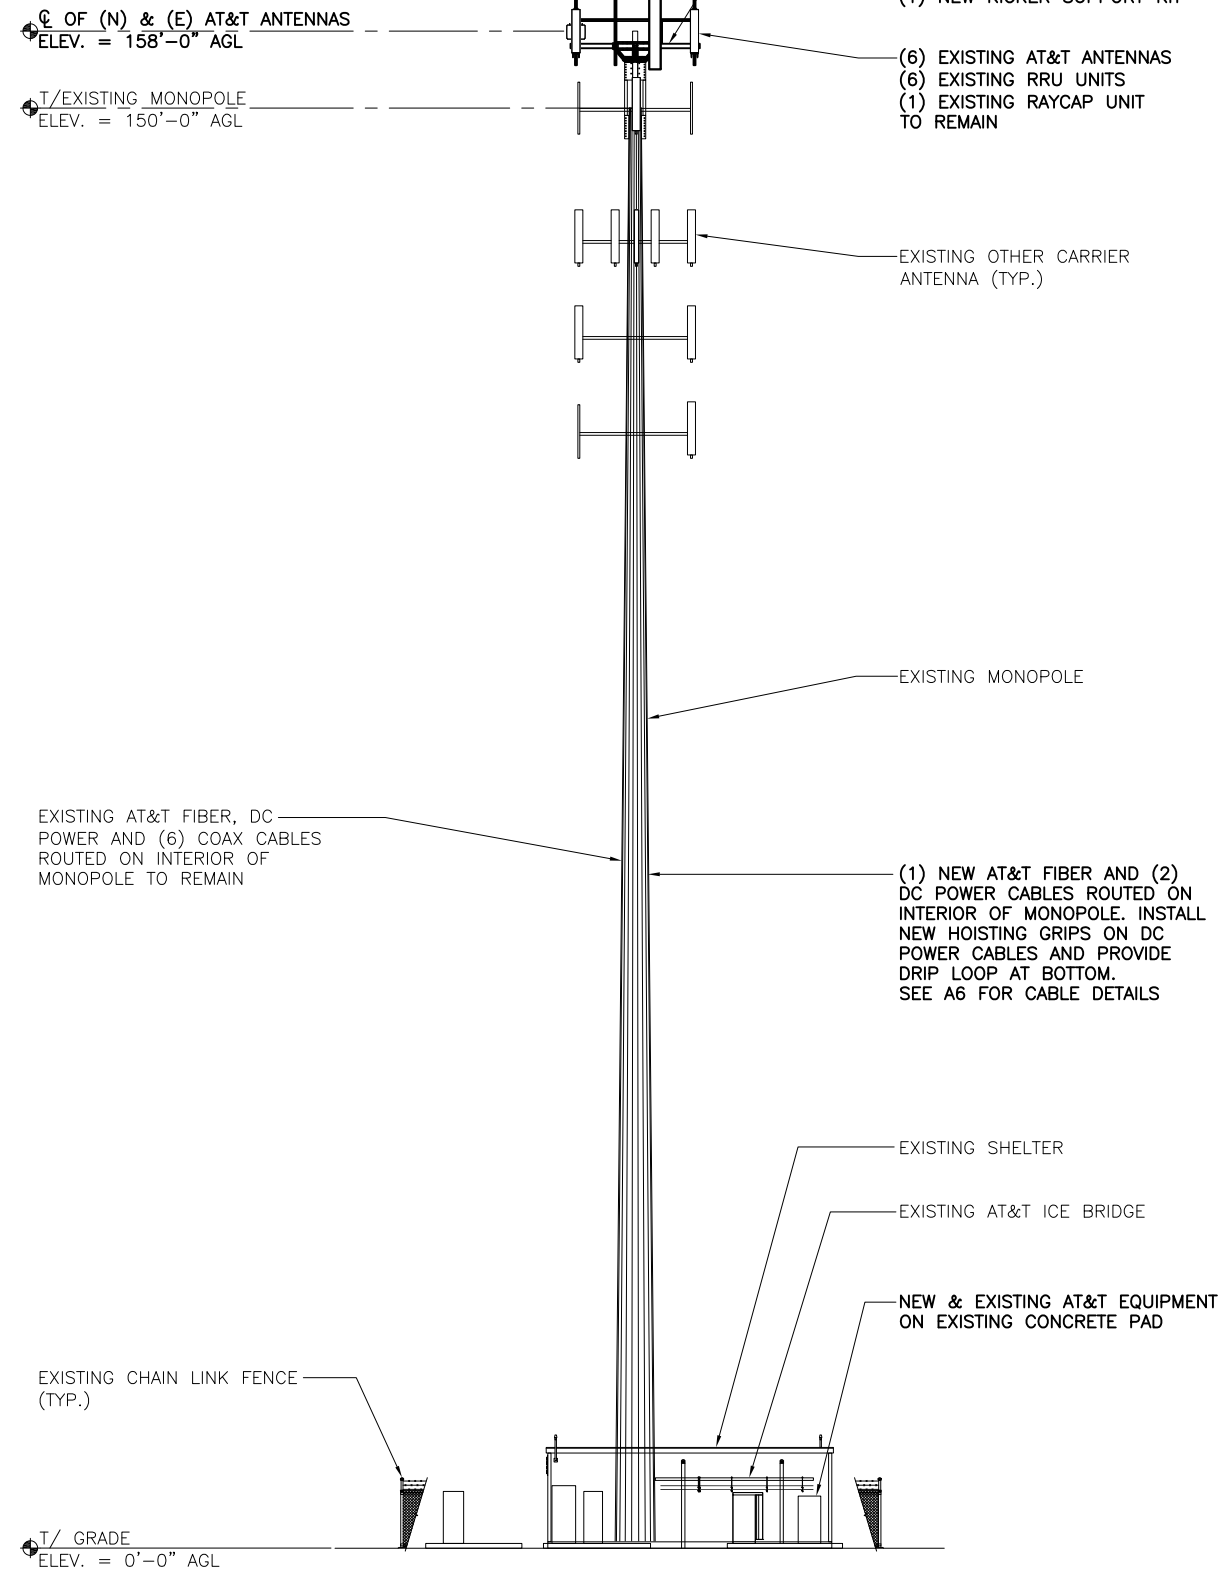 ℄ OF (N) & (E) AT&T ANTENNAS
ELEV. = 158'-0" AGL
T/EXISTING MONOPOLE
ELEV. = 150'-0" AGL
(6) EXISTING AT&T ANTENNAS
(6) EXISTING RRU UNITS
(1) EXISTING RAYCAP UNIT
TO REMAIN
EXISTING OTHER CARRIER
ANTENNA (TYP.)
EXISTING MONOPOLE
EXISTING AT&T FIBER, DC
POWER AND (6) COAX CABLES
ROUTED ON INTERIOR OF
MONOPOLE TO REMAIN
(1) NEW AT&T FIBER AND (2)
DC POWER CABLES ROUTED ON
INTERIOR OF MONOPOLE. INSTALL
NEW HOISTING GRIPS ON DC
POWER CABLES AND PROVIDE
DRIP LOOP AT BOTTOM.
SEE A6 FOR CABLE DETAILS
EXISTING SHELTER
EXISTING AT&T ICE BRIDGE
NEW & EXISTING AT&T EQUIPMENT
ON EXISTING CONCRETE PAD
EXISTING CHAIN LINK FENCE
(TYP.)
T/ GRADE
ELEV. = 0'-0" AGL